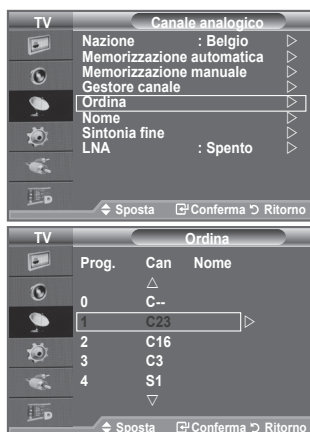 TV Canale analogico
Nazione : Belgio
Memorizzazione automatica
Memorizzazione manuale
Gestore canale
Ordina
Nome
Sintonia fine
LNA : Spento
Sposta Conferma Ritorno
TV Ordina
Prog. Can Nome
0 C--
1 C23
2 C16
3 C3
4 S1
Sposta Conferma Ritorno